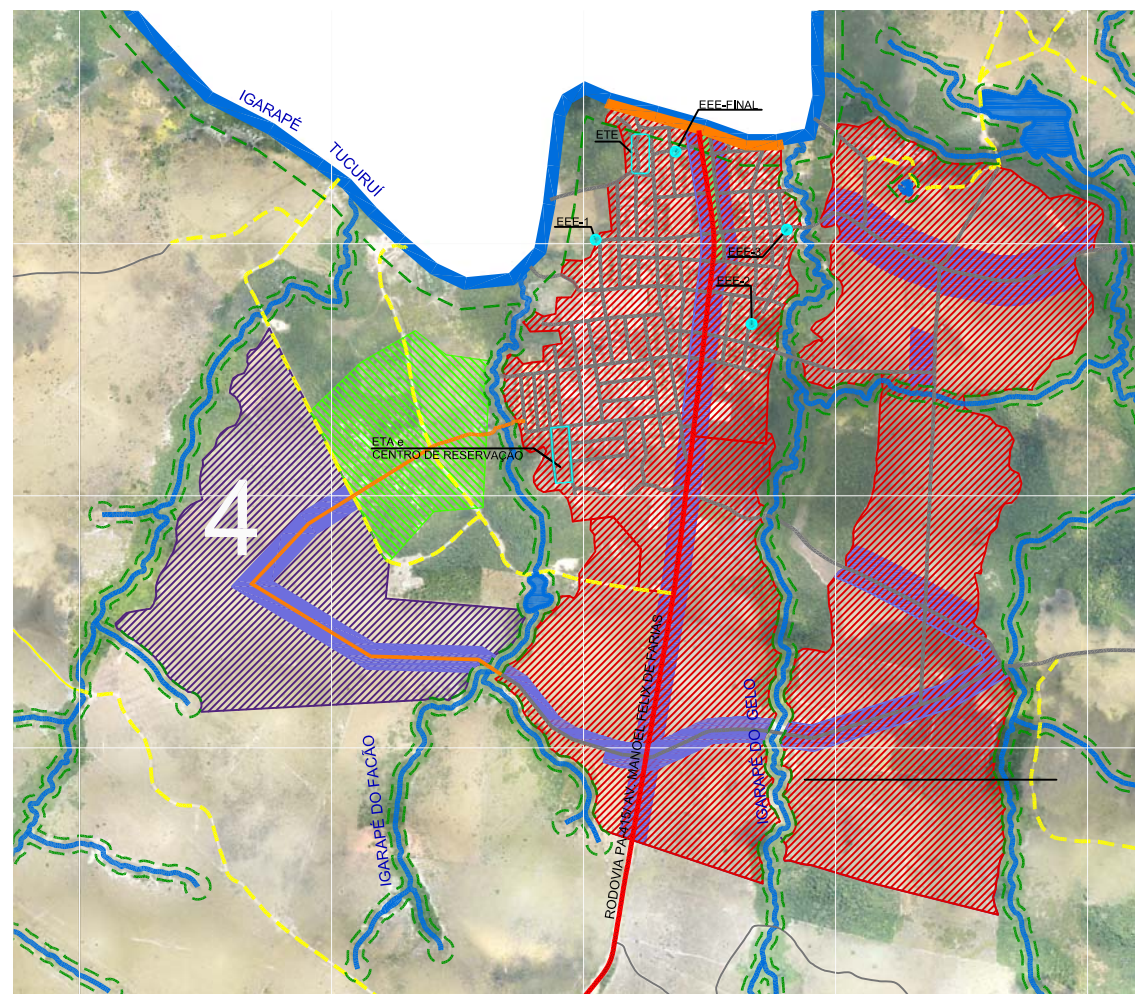 IGARAPÉ
TUCURUÍ
EEE-FINAL
ETE
EEE-1
EEE-3
EEE-2
ETA e
CENTRO DE RESERVAÇÃO
4
RODOVIA PA-415/ AV. MANOEL FÉLIX DE FARIAS
IGARAPÉ DO GELO
IGARAPÉ DO FACÃO